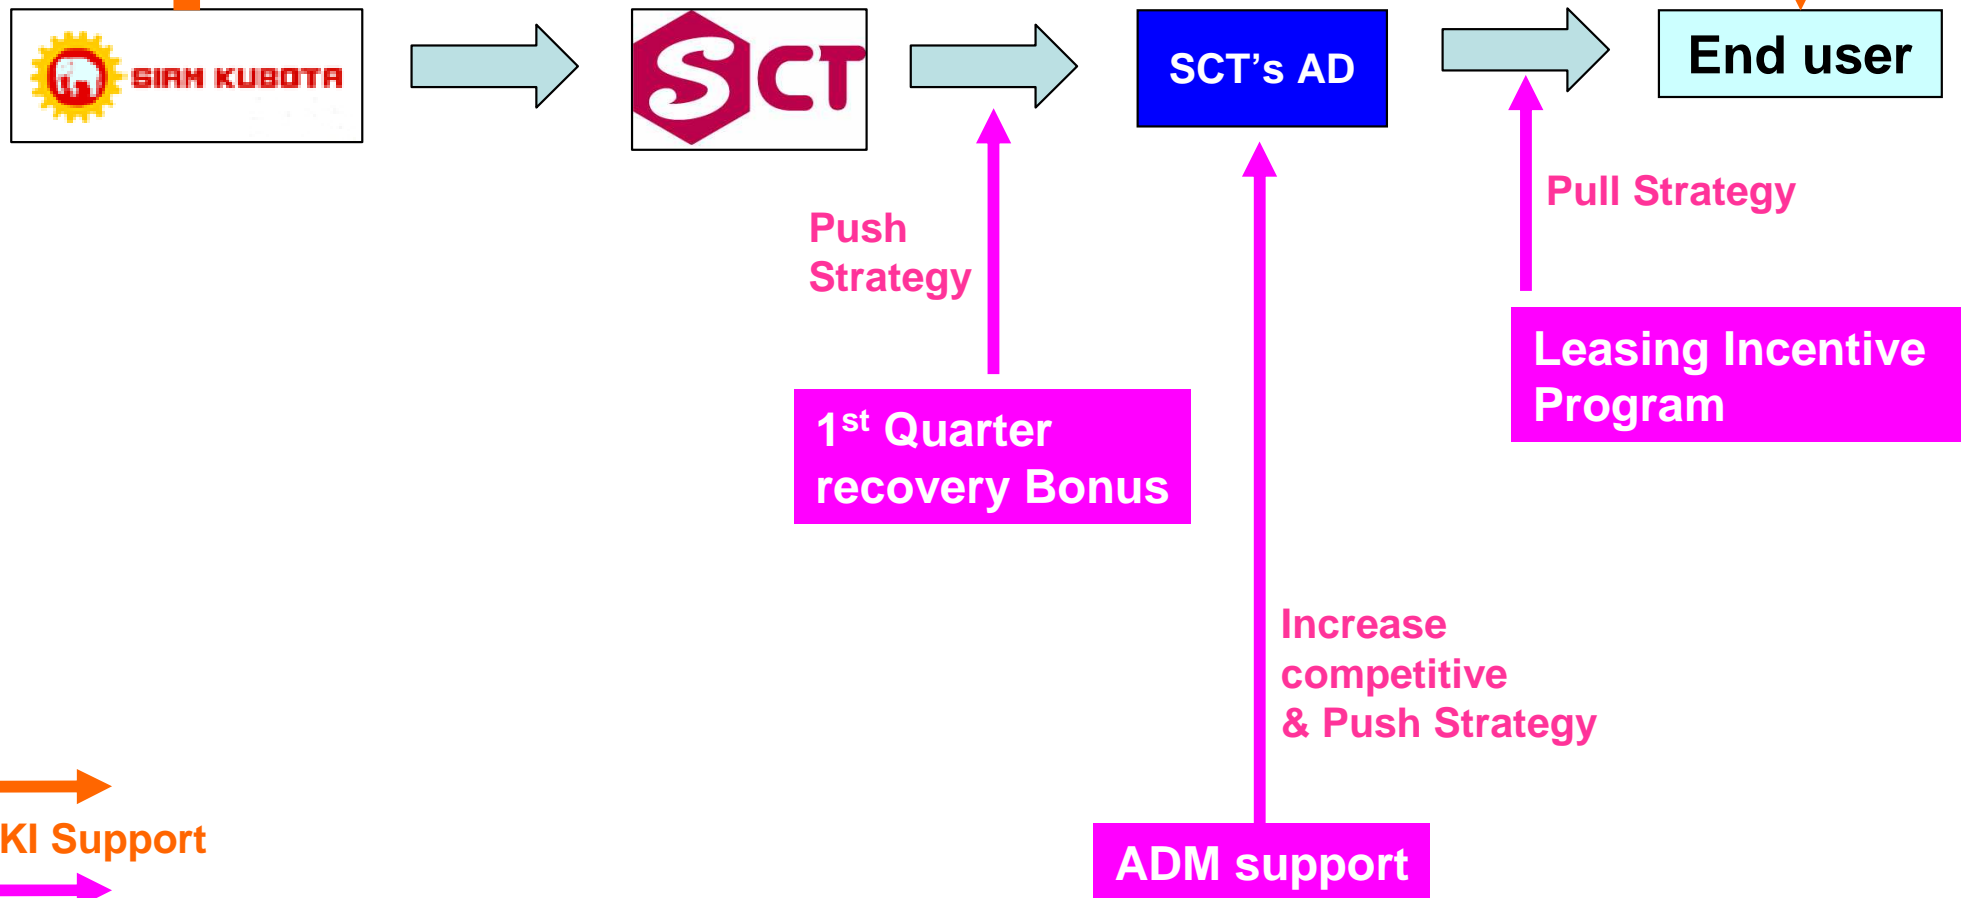 SIAM KUBOTA
SCT
SCT’s AD
End user
Pull Strategy
Push
Strategy
Leasing Incentive
Program
1st Quarter
recovery Bonus
Increase
competitive
& Push Strategy
KI Support
ADM support